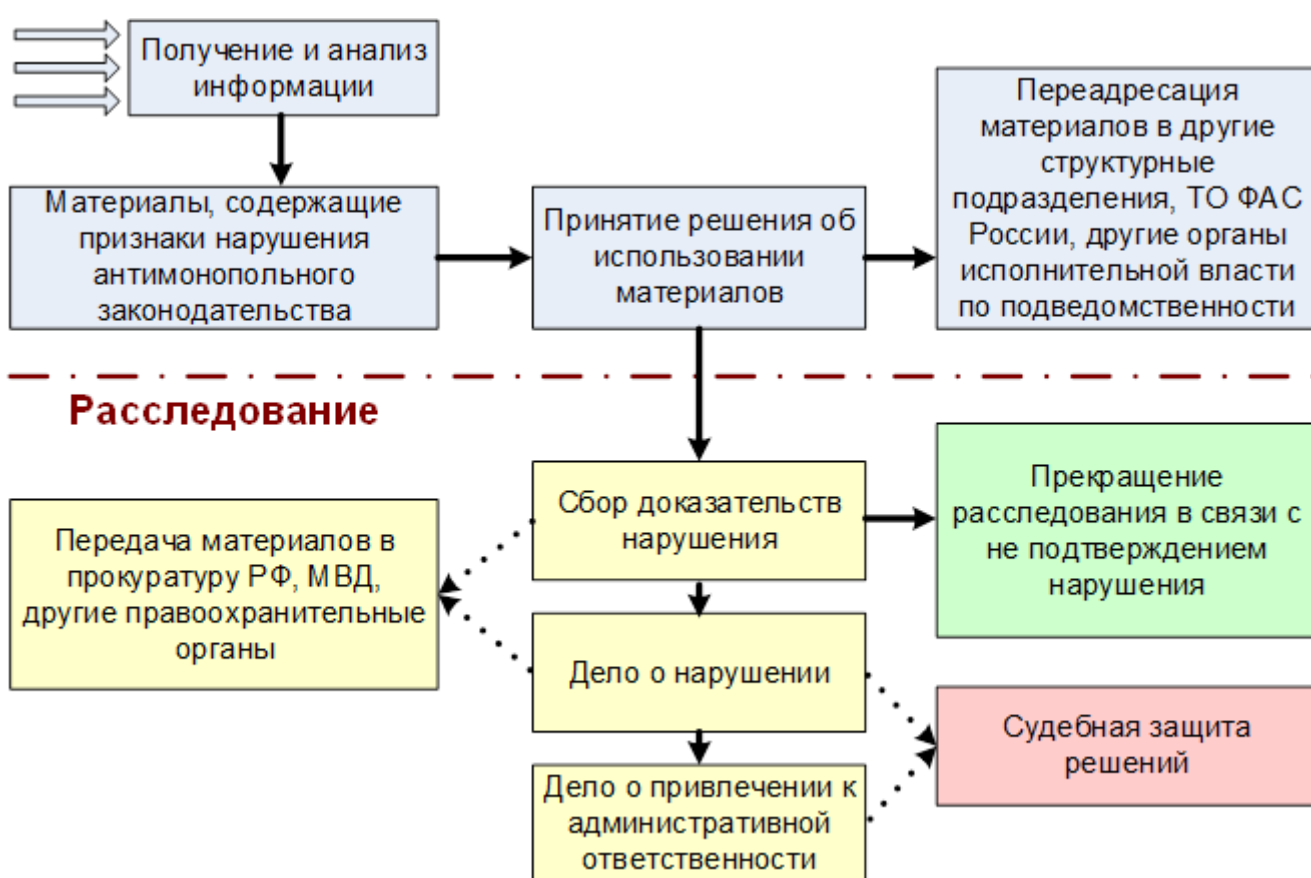 Получение и анализ
информации
Материалы, содержащие
признаки нарушения
антимонопольного
законодательства
Принятие решения об
использовании
материалов
Переадресация
материалов в другие
структурные
подразделения, ТО ФАС
России, другие органы
исполнительной власти
по подведомственности
Расследование
Сбор доказательств
нарушения
Прекращение
расследования в связи с
не подтверждением
нарушения
Передача материалов в
прокуратуру РФ, МВД,
другие правоохранительные
органы
Дело о нарушении
Судебная защита
решений
Дело о привлечении к
административной
ответственности